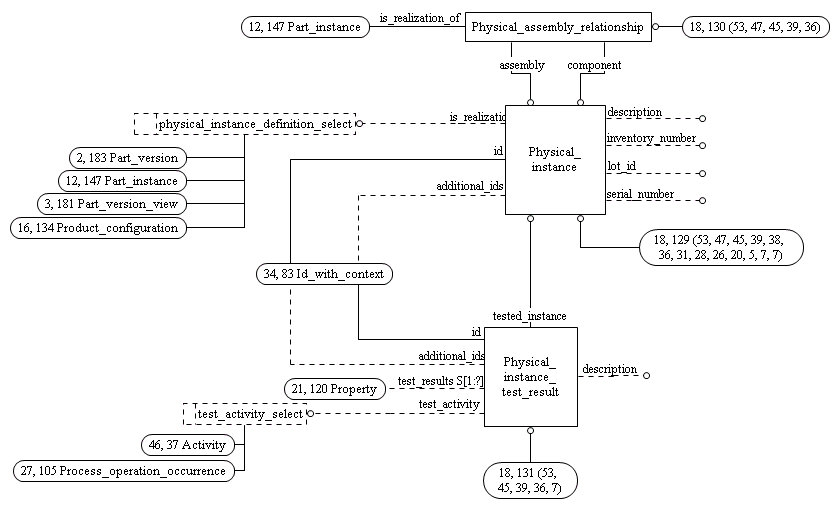 12, 147 Part_instance
is_realization_of
Physical_assembly_relationship
18, 130 (53, 47, 45, 39, 36)
assembly
component
physical_instance_definition_select
is_realizatio
description
2, 183 Part_version
id
Physical_
instance
inventory_number
12, 147 Part_instance
additional_ids
lot_id
3, 181 Part_version_view
serial_number
16, 134 Product_configuration
18, 129 (53, 47, 45, 39, 38,
36, 31, 28, 26, 20, 5, 7, 7)
34, 83 Id_with_context
tested_instance
id
additional_ids
Physical_
instance_
test_result
description
21, 120 Property
test_results S[1:?]
test_activity_select
test_activity
46, 37 Activity
27, 105 Process_operation_occurrence
18, 131 (53,
45, 39, 36, 7)